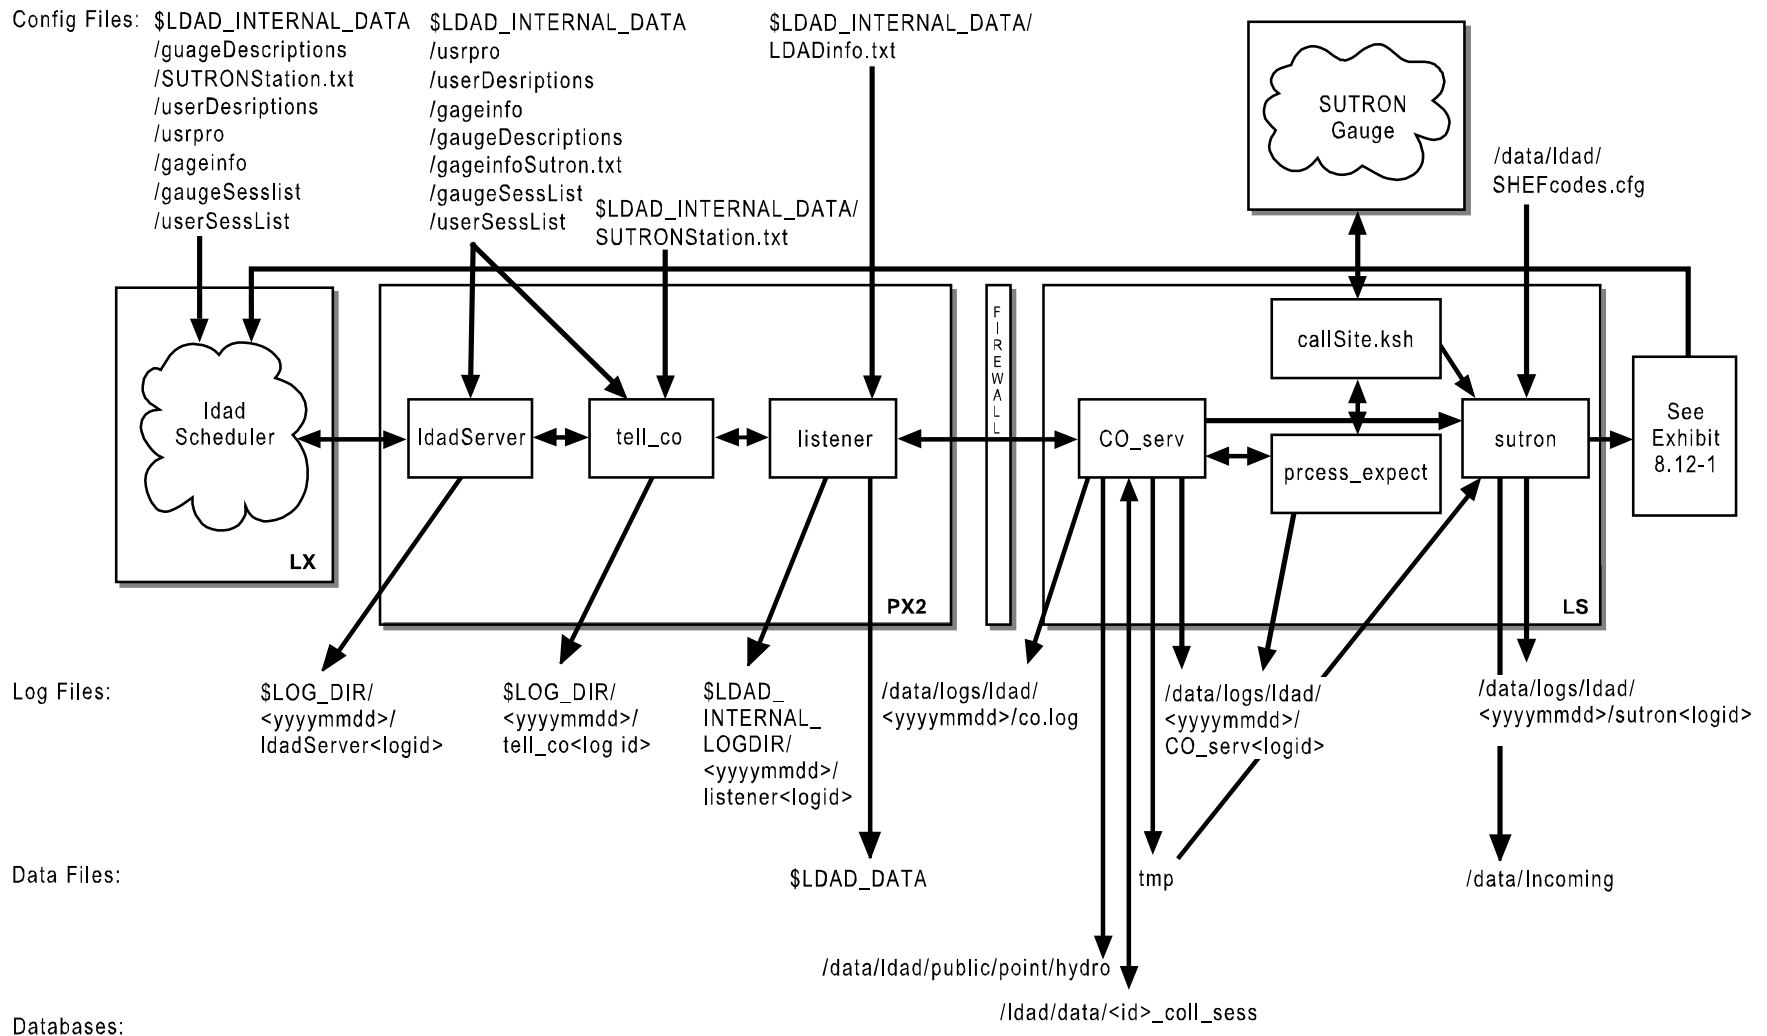 Config Files:
$LDAD_INTERNAL_DATA
/guageDescriptions
/SUTRONStation.txt
/userDesriptions
/usrpro
/gageinfo
/gaugeSesslist
/userSessList
$LDAD_INTERNAL_DATA
/usrpro
/userDesriptions
/gageinfo
/gaugeDescriptions
/gageinfoSutron.txt
/gaugeSessList
/userSessList
$LDAD_INTERNAL_DATA/
SUTRONStation.txt
$LDAD_INTERNAL_DATA/
LDADinfo.txt
SUTRON
Gauge
/data/ldad/
SHEFcodes.cfg
ldad
Scheduler
LX
ldadServer
tell_co
listener
PX2
FIREWALL
CO_serv
callSite.ksh
prcess_expect
sutron
LS
See
Exhibit
8.12-1
Log Files:
$LOG_DIR/
<yyyymmdd>/
ldadServer<logid>
$LOG_DIR/
<yyyymmdd>/
tell_co<log id>
$LDAD_
INTERNAL_
LOGDIR/
<yyyymmdd>/
listener<logid>
/data/logs/ldad/
<yyyymmdd>/co.log
/data/logs/ldad/
<yyyymmdd>/
CO_serv<logid>
/data/logs/ldad/
<yyyymmdd>/sutron<logid>
Data Files:
$LDAD_DATA
tmp
/data/Incoming
/data/ldad/public/point/hydro
/ldad/data/<id>_coll_sess
Databases: